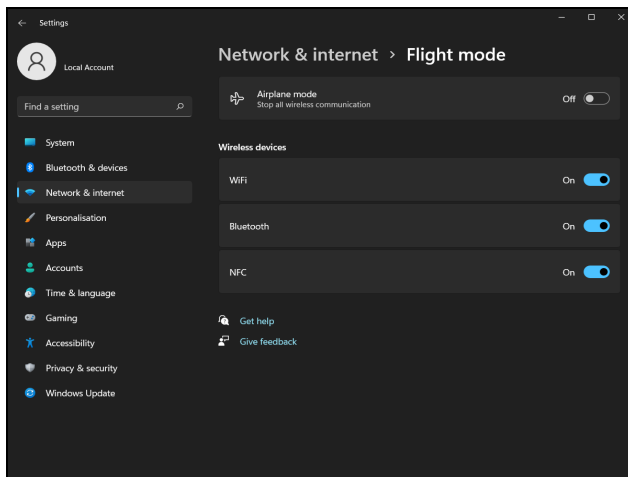 Settings
Local Account
Find a setting
System
Bluetooth & devices
Network & internet
Personalisation
Apps
Accounts
Time & language
Gaming
Accessibility
Privacy & security
Windows Update
Network & internet > Flight mode
Airplane mode
Stop all wireless communication
Off
Wireless devices
WiFi
On
Bluetooth
On
NFC
On
Get help
Give feedback